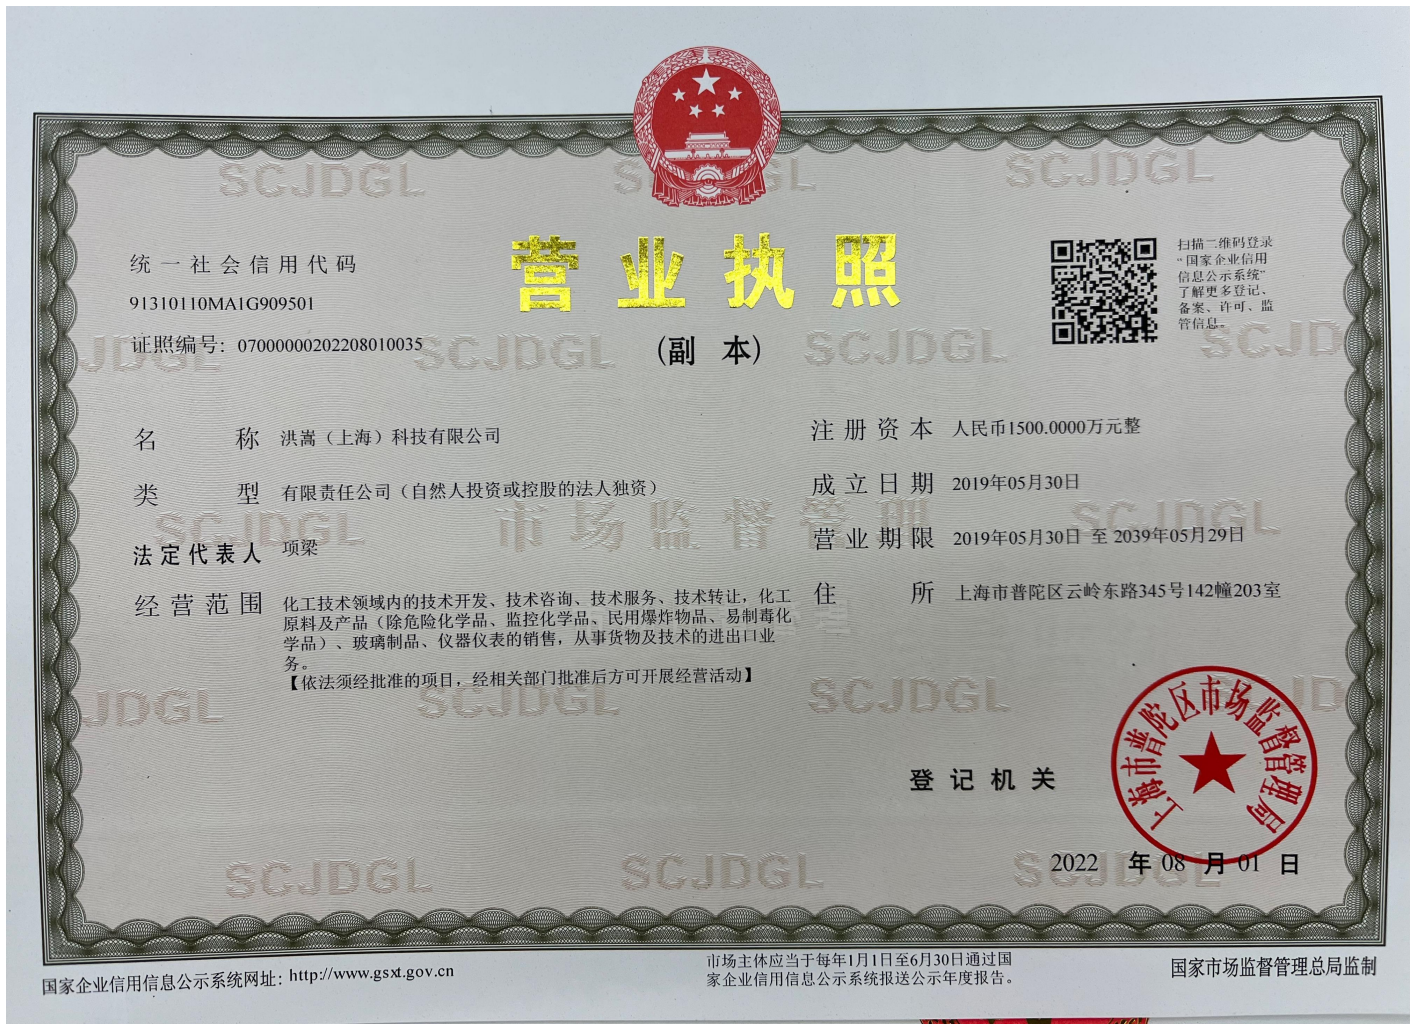 营业执照
(副 本)
统一社会信用代码
91310110MA1G909501
证照编号: 07000000202208010035
扫描二维码登录
“国家企业信用
信息公示系统”
了解更多登记、
备案、许可、监
管信息。
名 称 洪嵩（上海）科技有限公司
类 型 有限责任公司（自然人投资或控股的法人独资）
法定代表人 项梁
经营范围 化工技术领域内的技术开发、技术咨询、技术服务、技术转让，化工
原料及产品（除危险化学品、监控化学品、民用爆炸物品、易制毒化
学品）、玻璃制品、仪器仪表的销售，从事货物及技术的进出口业
务。
【依法须经批准的项目，经相关部门批准后方可开展经营活动】
注册资本 人民币1500.0000万元整
成立日期 2019年05月30日
营业期限 2019年05月30日 至 2039年05月29日
住 所 上海市普陀区云岭东路345号142幢203室
登记机关
上海市普陀区市场监督管理局
2022 年 08 月 01 日
国家企业信用信息公示系统网址: http://www.gsxt.gov.cn
市场主体应当于每年1月1日至6月30日通过国
家企业信用信息公示系统报送公示年度报告。
国家市场监督管理总局监制
SCJDGL
市场监督管理